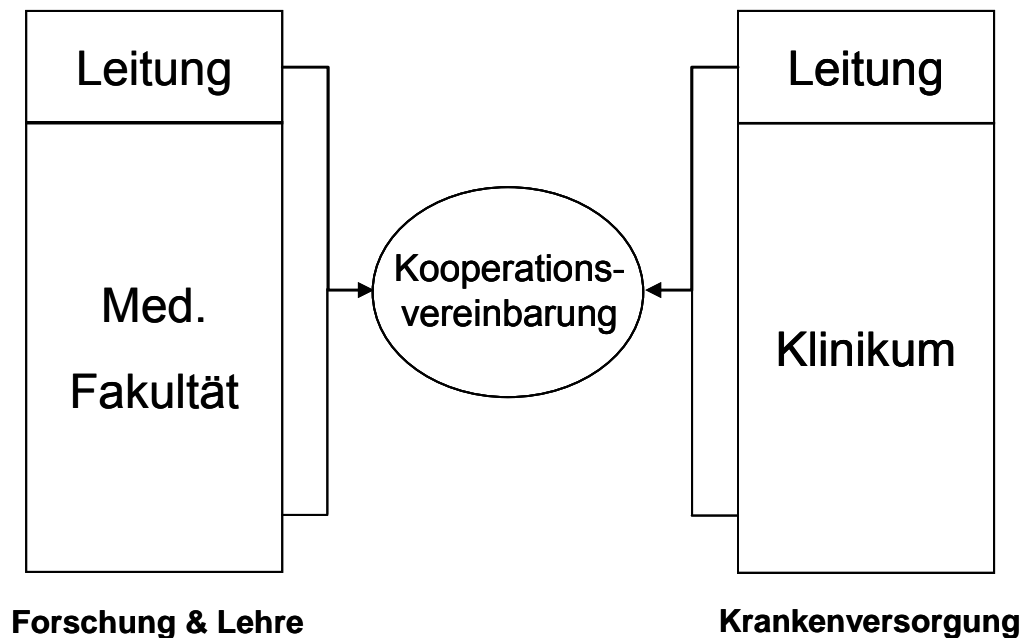 Leitung
Med.
Fakultät
Forschung & Lehre
Kooperations-
vereinbarung
Leitung
Klinikum
Krankenversorgung